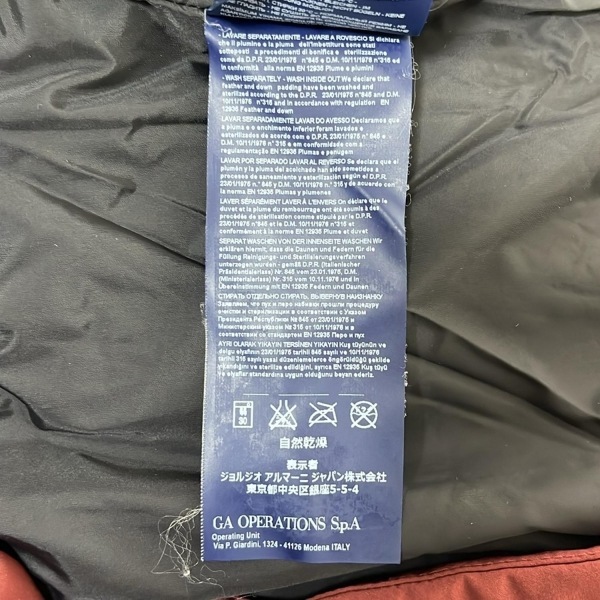 BLEICHEN
NICHT BÜGELN - KEINE
- LAVARE SEPARATAMENTE - LAVARE A ROVESCIO Si dichiara
che il piumino e la piuma dell'imbottitura sono stati
sottoposti a procedimenti di bonifica e sterilizzazione
come da D.P.R. 23/01/1976 n°845 e D.M. 10/11/1976 n°316 ed
in conformità alla norma EN 12935 Piume e piumini
- WASH SEPARATELY - WASH INSIDE OUT We declare that
feather and down padding have been washed and
sterilized according to the D.P.R. 23/01/1976 and D.M.
10/11/1976 n°316 and in accordance with regulation EN
12935 Feather and down
LAVAR SEPARADAMENTE LAVAR DO AVESSO Declaramos que
a pluma e o enchimento inferfer foram lavados e
esterilizados de acordo com e D.P.R. 23/01/1976 n° 845 e
D.M. 10/11/1976 n° 316 e em conformidade com a
regulamentação EN 12935 Plumas e penugem
LAVAR POR SEPARADO LAVAR AL REVERSO Se declara que el
plumón y la pluma del acolchado han sido sometidos a
procesos de saneamiento y esterilización según el D.P.R.
23/01/1976 n° 845 y D.M. 10/11/1976 n° 316 y de acuerdo con
la norma EN 12935 Plumas y plumones
LAVER SÉPARÉMENT LAVER À L'ENVERS On déclare que le
duvet et la plume du rembourrage ont été soumis à des
procédés de stérilisation comme stipulé par le D.P.R.
23/01/1976 n° 845 et D.M. 10/11/1976 n° 316 et
conformément à la norme EN 12935 Plume et duvet
SEPARAT WASCHEN VON DER INNENSEITE WASCHEN Wir
erklären hiermit, dass die Daunen und Federn für die
Füllung Reinigungs- und Sterilisierungsverfahren
unterzogen wurden - gemäß D.P.R. (Italienischer
Präsidentialerlass) Nr. 845 vom 23.01.1976, D.M.
(Ministerialerlass) Nr. 316 vom 10.11.1976 und in
Übereinstimmung mit EN 12935 Federn und Daunen
СТИРАТЬ ОТДЕЛЬНО СТИРАТЬ, ВЫВЕРНУВ НАИЗНАНКУ
Заявляем, что пух и перо набивки прошли процедуру
очистки и стерилизации в соответствии с Указом
Президента Республики № 845 от 23/01/1976 и
Министерским указом № 316 от 10/11/1976 и в
соответствии со стандартом EN 12935 Перо и пух
AYRI OLARAK YIKAYIN TERSİNEN YIKAYIN Kuş tüyünün ve
dolgu elyafının 23/01/1976 tarihli 845 sayılı ve 10/11/1976
tarihli 316 sayılı yasal düzenlemelerce öngörüldüğü şekilde
yıkandığını ve sterilize edildiğini, ayrıca EN 12935 Kuş tüyü
ve elyaflar standardına uygun olduğunu beyan ederiz.
自然乾燥
表示者
ジョルジオ アルマーニ ジャパン株式会社
東京都中央区銀座5-5-4
GA OPERATIONS S.p.A
Operating Unit
Via P. Giardini, 1324 - 41126 Modena ITALY